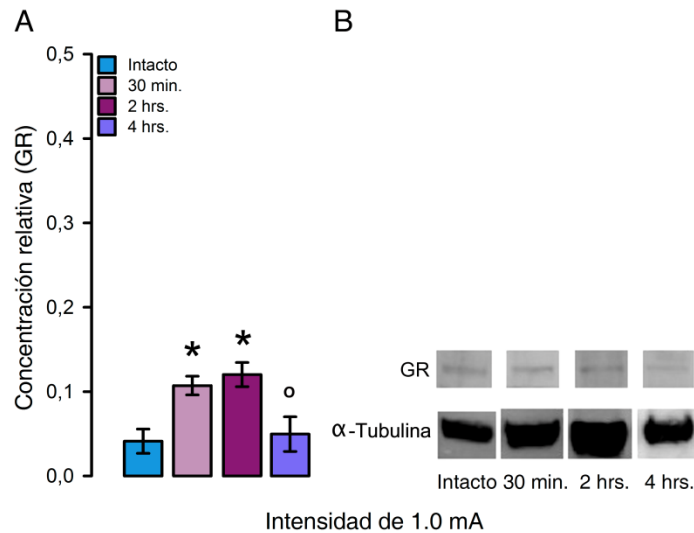 A
B
0,5
0,4
0,3
0,2
0,1
0,0
Concentración relativa (GR)
Intacto
30 min.
2 hrs.
4 hrs.
*
*
o
GR
α-Tubulina
Intacto 30 min. 2 hrs. 4 hrs.
Intensidad de 1.0 mA